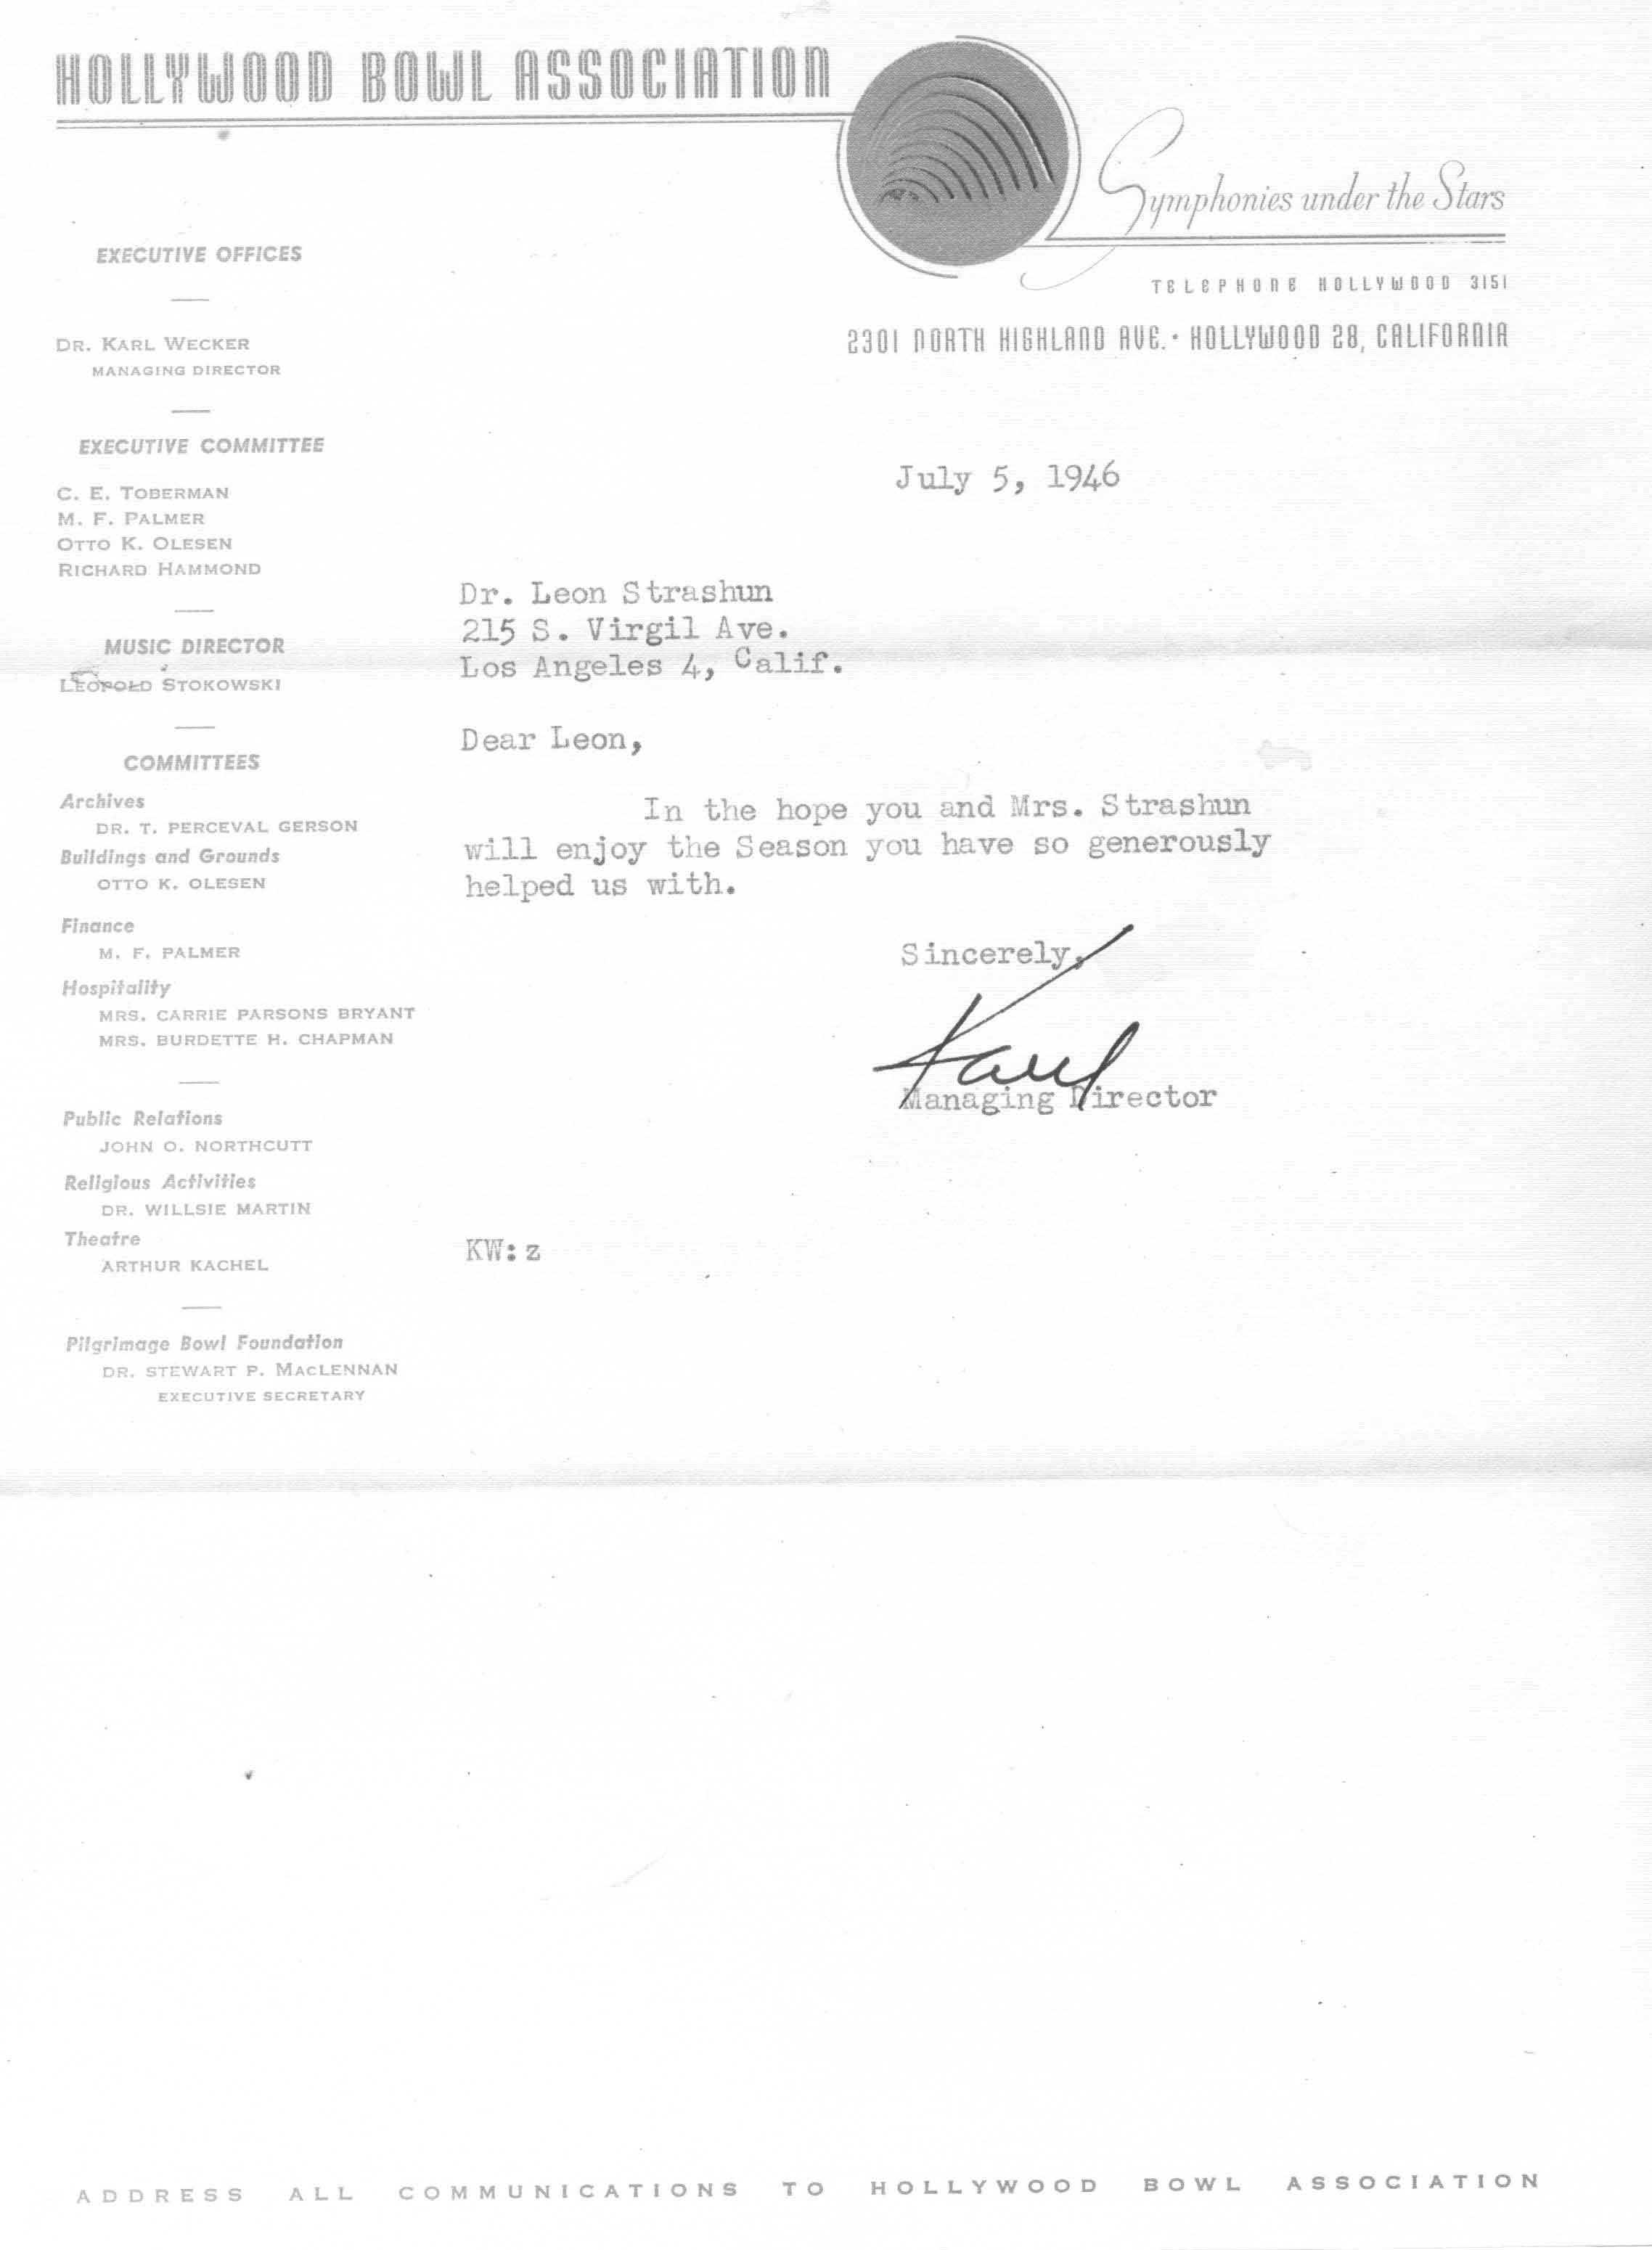 HOLLYWOOD BOWL ASSOCIATION
Symphonies under the Stars
TELEPHONE HOLLYWOOD 3151
2301 NORTH HIGHLAND AVE. · HOLLYWOOD 28, CALIFORNIA
EXECUTIVE OFFICES
DR. KARL WECKER
MANAGING DIRECTOR
EXECUTIVE COMMITTEE
C. E. TOBERMAN
M. F. PALMER
OTTO K. OLESEN
RICHARD HAMMOND
MUSIC DIRECTOR
LEOPOLD STOKOWSKI
COMMITTEES
Archives
DR. T. PERCEVAL GERSON
Buildings and Grounds
OTTO K. OLESEN
Finance
M. F. PALMER
Hospitality
MRS. CARRIE PARSONS BRYANT
MRS. BURDETTE H. CHAPMAN
Public Relations
JOHN O. NORTHCUTT
Religious Activities
DR. WILLSIE MARTIN
Theatre
ARTHUR KACHEL
Pilgrimage Bowl Foundation
DR. STEWART P. MACLENNAN
EXECUTIVE SECRETARY
July 5, 1946
Dr. Leon Strashun
215 S. Virgil Ave.
Los Angeles 4, Calif.
Dear Leon,
In the hope you and Mrs. Strashun
will enjoy the Season you have so generously
helped us with.
Sincerely,
Karl
Managing Director
KW:z
ADDRESS ALL COMMUNICATIONS TO HOLLYWOOD BOWL ASSOCIATION